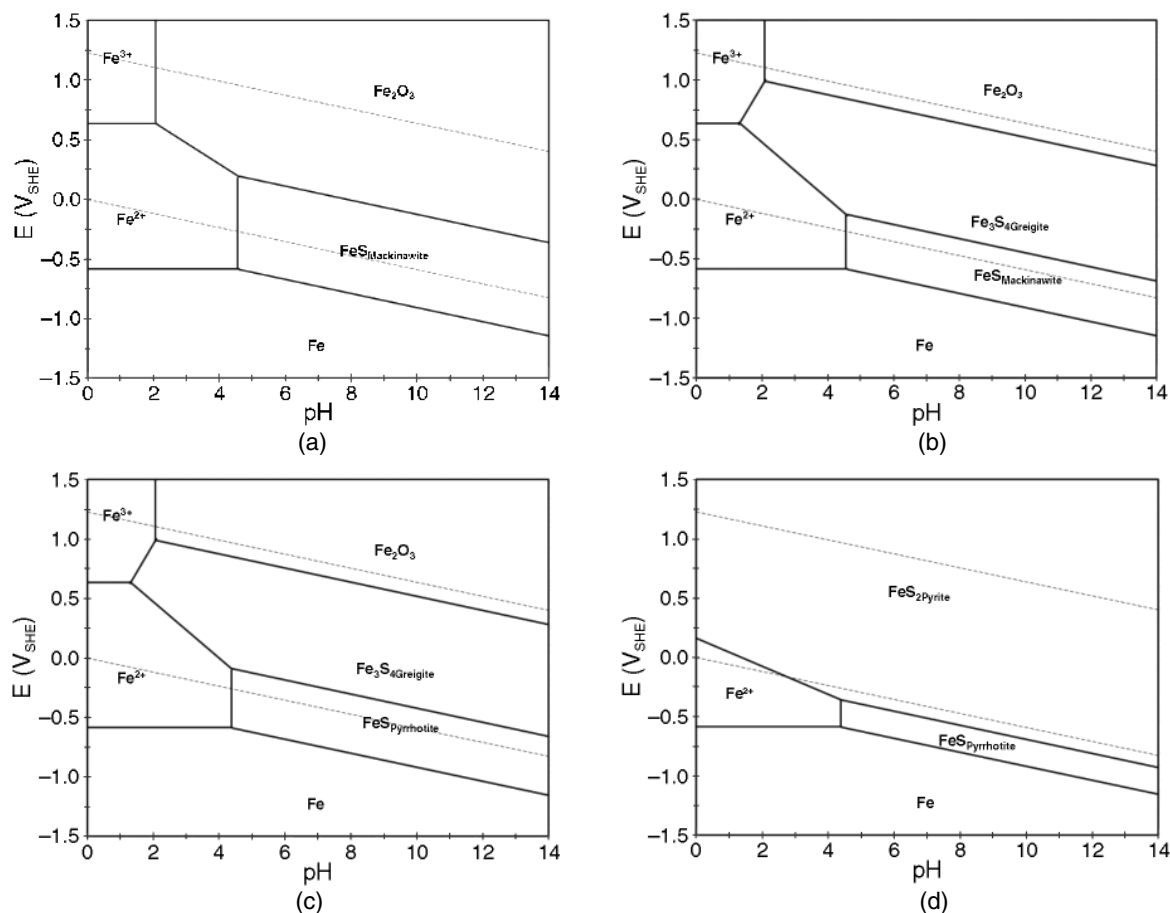 1.5
1.0
0.5
0.0
–0.5
–1.0
–1.5
E (V_SHE)
Fe³⁺
Fe₂O₃
Fe²⁺
FeS_Mackinawite
Fe
0 2 4 6 8 10 12 14
pH
(a)
1.5
1.0
0.5
0.0
–0.5
–1.0
–1.5
E (V_SHE)
Fe³⁺
Fe₂O₃
Fe²⁺
Fe₃S₄Greigite
FeS_Mackinawite
Fe
0 2 4 6 8 10 12 14
pH
(b)
1.5
1.0
0.5
0.0
–0.5
–1.0
–1.5
E (V_SHE)
Fe³⁺
Fe₂O₃
Fe²⁺
Fe₃S₄Greigite
FeS_Pyrrhotite
Fe
0 2 4 6 8 10 12 14
pH
(c)
1.5
1.0
0.5
0.0
–0.5
–1.0
–1.5
E (V_SHE)
FeS₂Pyrite
Fe²⁺
FeS_Pyrrhotite
Fe
0 2 4 6 8 10 12 14
pH
(d)